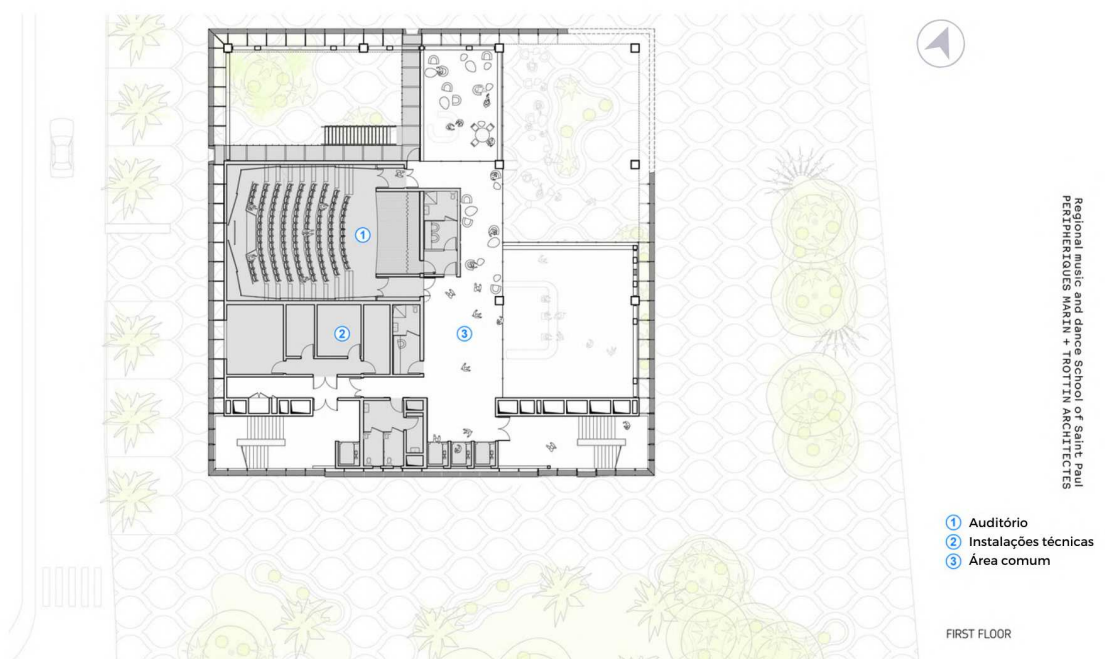 1
2
3
Regional music and dance School of Saint Paul
PERIPHERIQUES MARIN + TROTTIN ARCHITECTES
1 Auditório
2 Instalações técnicas
3 Área comum
FIRST FLOOR